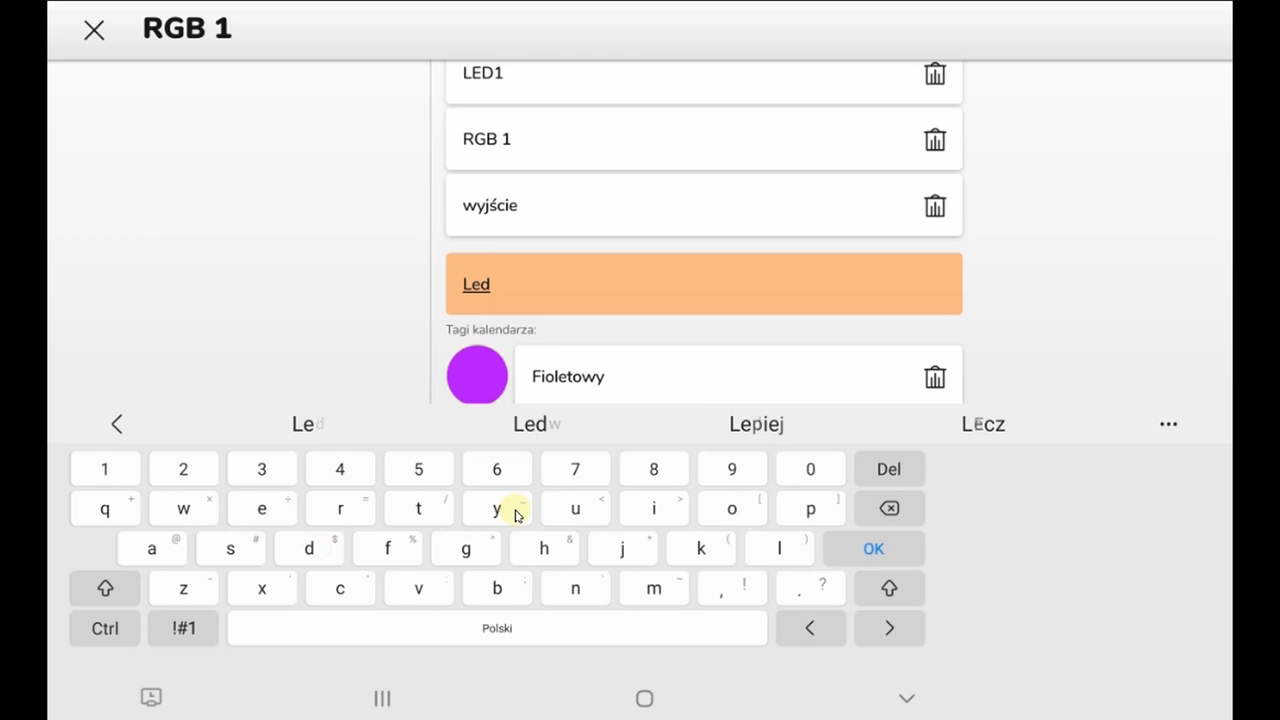 RGB 1
LED1
RGB 1
wyjście
Led
Tagi kalendarza:
Fioletowy
Led Ledw Lepiej Lecz ...
1 2 3 4 5 6 7 8 9 0 Del
q + w × e ÷ r = t / y _ u < i > o [ p ]
a @ s # d $ f % g ^ h & j * k ( l ) OK
z - x ' c " v : b ; n ` m ~ , ! . ?
Ctrl !#1 Polski < >